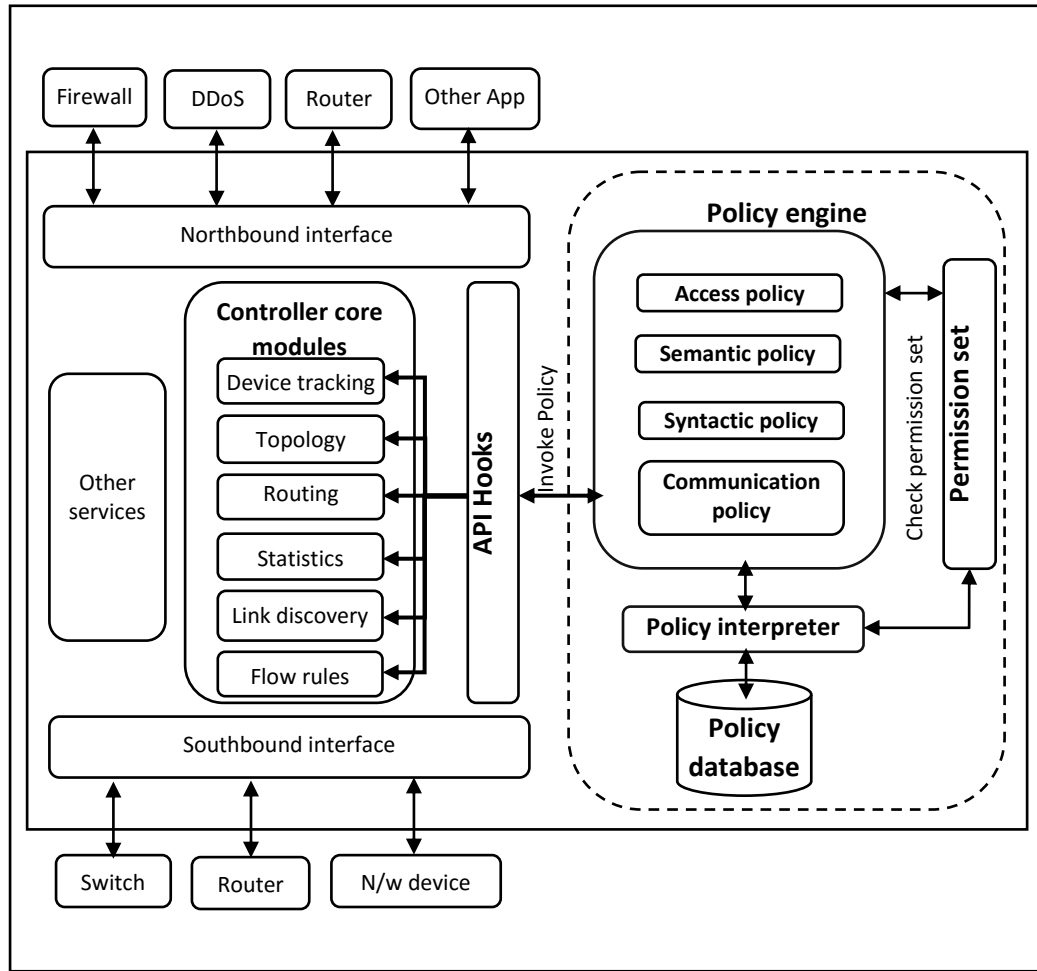 Firewall
DDoS
Router
Other App
Northbound interface
Controller core
modules
Device tracking
Topology
Routing
Statistics
Link discovery
Flow rules
Other
services
API Hooks
Invoke Policy
Policy engine
Access policy
Semantic policy
Syntactic policy
Communication
policy
Check permission set
Permission set
Policy interpreter
Policy
database
Southbound interface
Switch
Router
N/w device